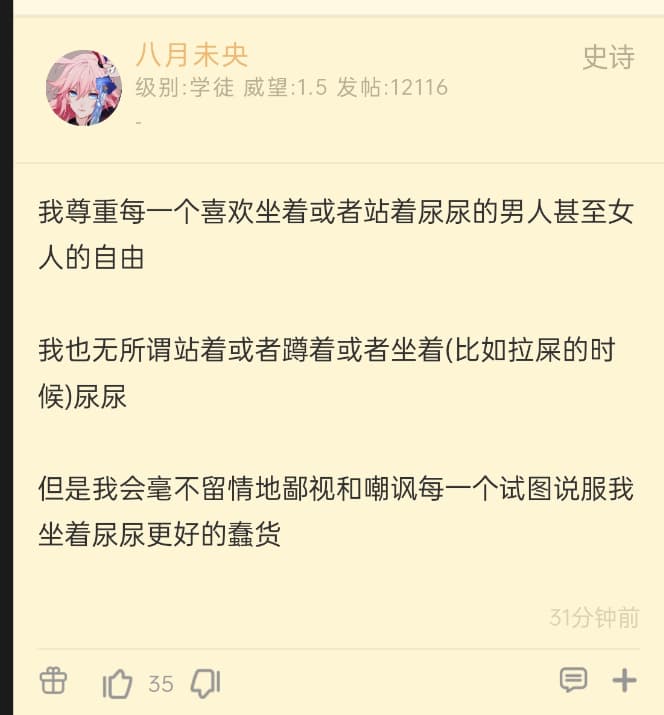 八月未央
史诗
级别:学徒 威望:1.5 发帖:12116
-
我尊重每一个喜欢坐着或者站着尿尿的男人甚至女
人的自由
我也无所谓站着或者蹲着或者坐着(比如拉屎的时
候)尿尿
但是我会毫不留情地鄙视和嘲讽每一个试图说服我
坐着尿尿更好的蠢货
31分钟前
35